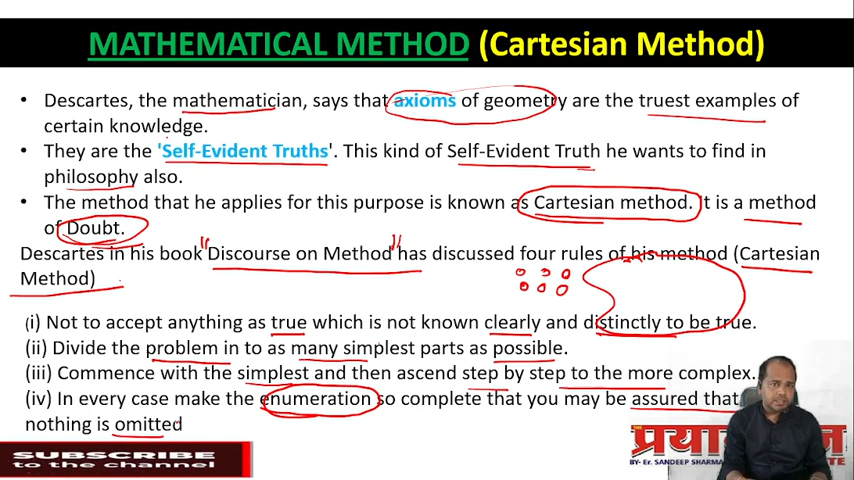 MATHEMATICAL METHOD (Cartesian Method)
• Descartes, the mathematician, says that axioms of geometry are the truest examples of
certain knowledge.
• They are the 'Self-Evident Truths'. This kind of Self-Evident Truth he wants to find in
philosophy also.
• The method that he applies for this purpose is known as Cartesian method. It is a method
of Doubt.
Descartes in his book "Discourse on Method" has discussed four rules of his method (Cartesian
Method)
(i) Not to accept anything as true which is not known clearly and distinctly to be true.
(ii) Divide the problem in to as many simplest parts as possible.
(iii) Commence with the simplest and then ascend step by step to the more complex.
(iv) In every case make the enumeration so complete that you may be assured that
nothing is omitted
SUBSCRIBE
to the channel
BY- Er. SANDEEP SHARMA